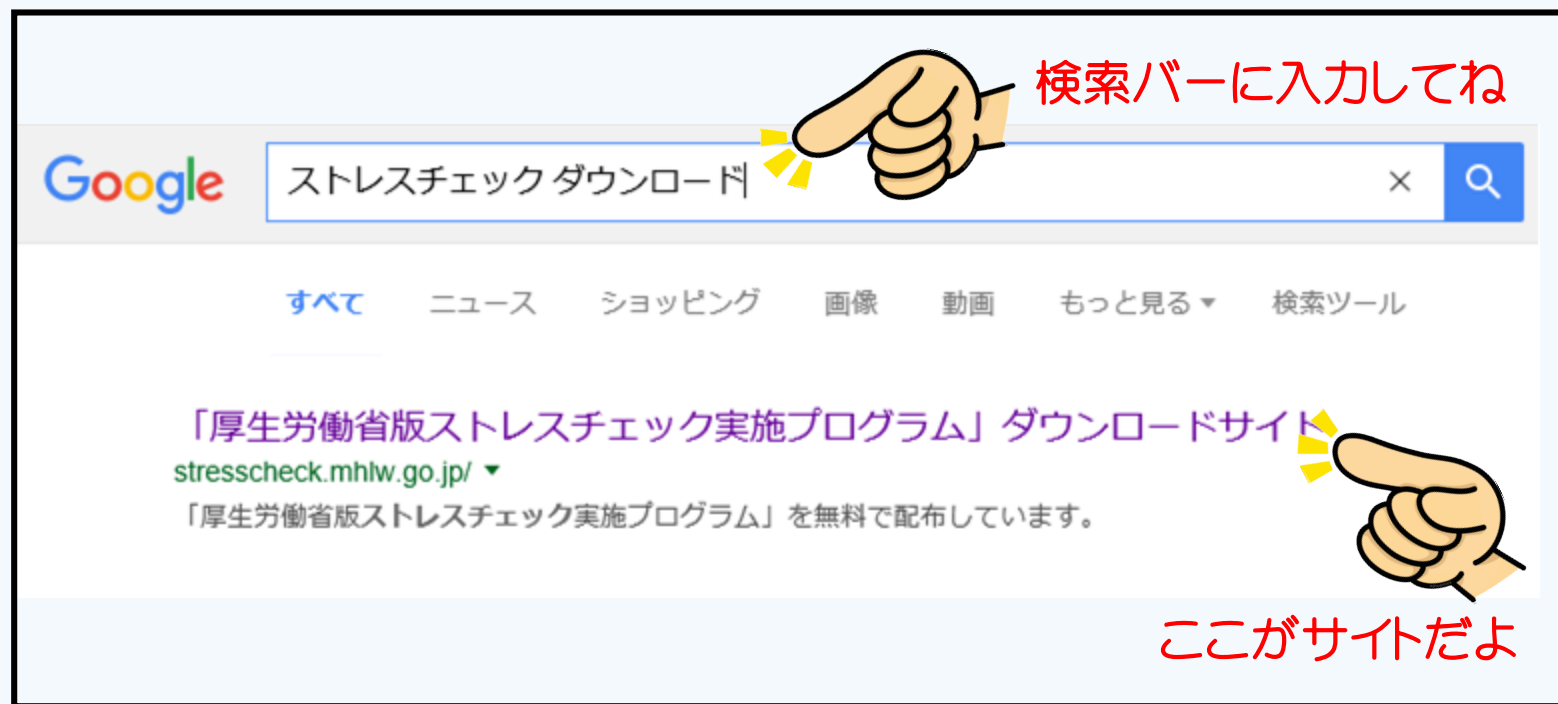 検索バーに入力してね
Google ストレスチェック ダウンロード ×
すべて ニュース ショッピング 画像 動画 もっと見る▼ 検索ツール
「厚生労働省版ストレスチェック実施プログラム」ダウンロードサイト
stresscheck.mhlw.go.jp/ ▼
「厚生労働省版ストレスチェック実施プログラム」を無料で配布しています。
ここがサイトだよ